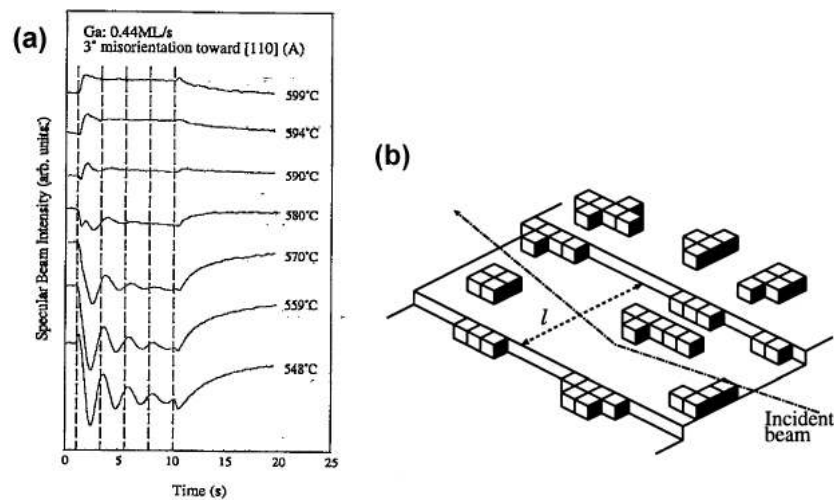 (a)
Ga: 0.44ML/s
3° misorientation toward [110] (A)
599°C
594°C
590°C
580°C
570°C
559°C
548°C
Specular Beam Intensity (arb. units)
0 5 10 15 20 25
Time (s)
(b)
l
Incident
beam